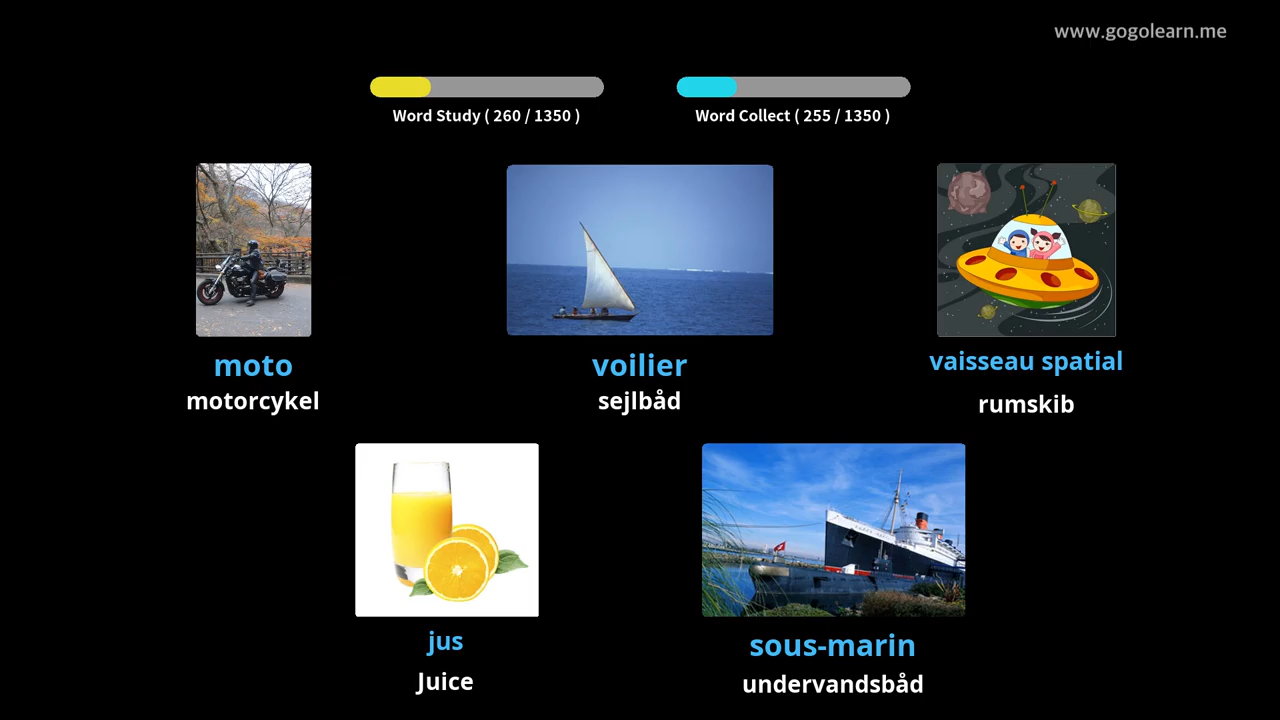 www.gogolearn.me
Word Study ( 260 / 1350 )
Word Collect ( 255 / 1350 )
moto
motorcykel
voilier
sejlbåd
vaisseau spatial
rumskib
jus
Juice
sous-marin
undervandsbåd